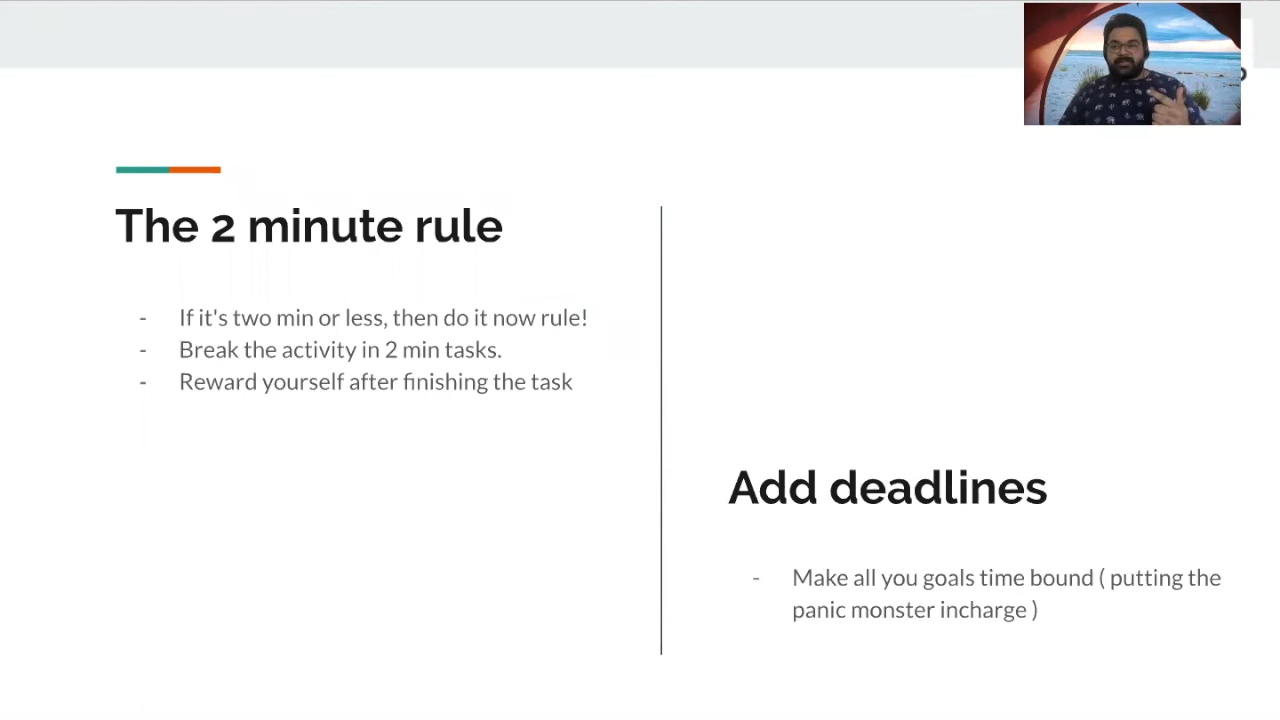 The 2 minute rule
- If it's two min or less, then do it now rule!
- Break the activity in 2 min tasks.
- Reward yourself after finishing the task
Add deadlines
- Make all you goals time bound ( putting the
panic monster incharge )